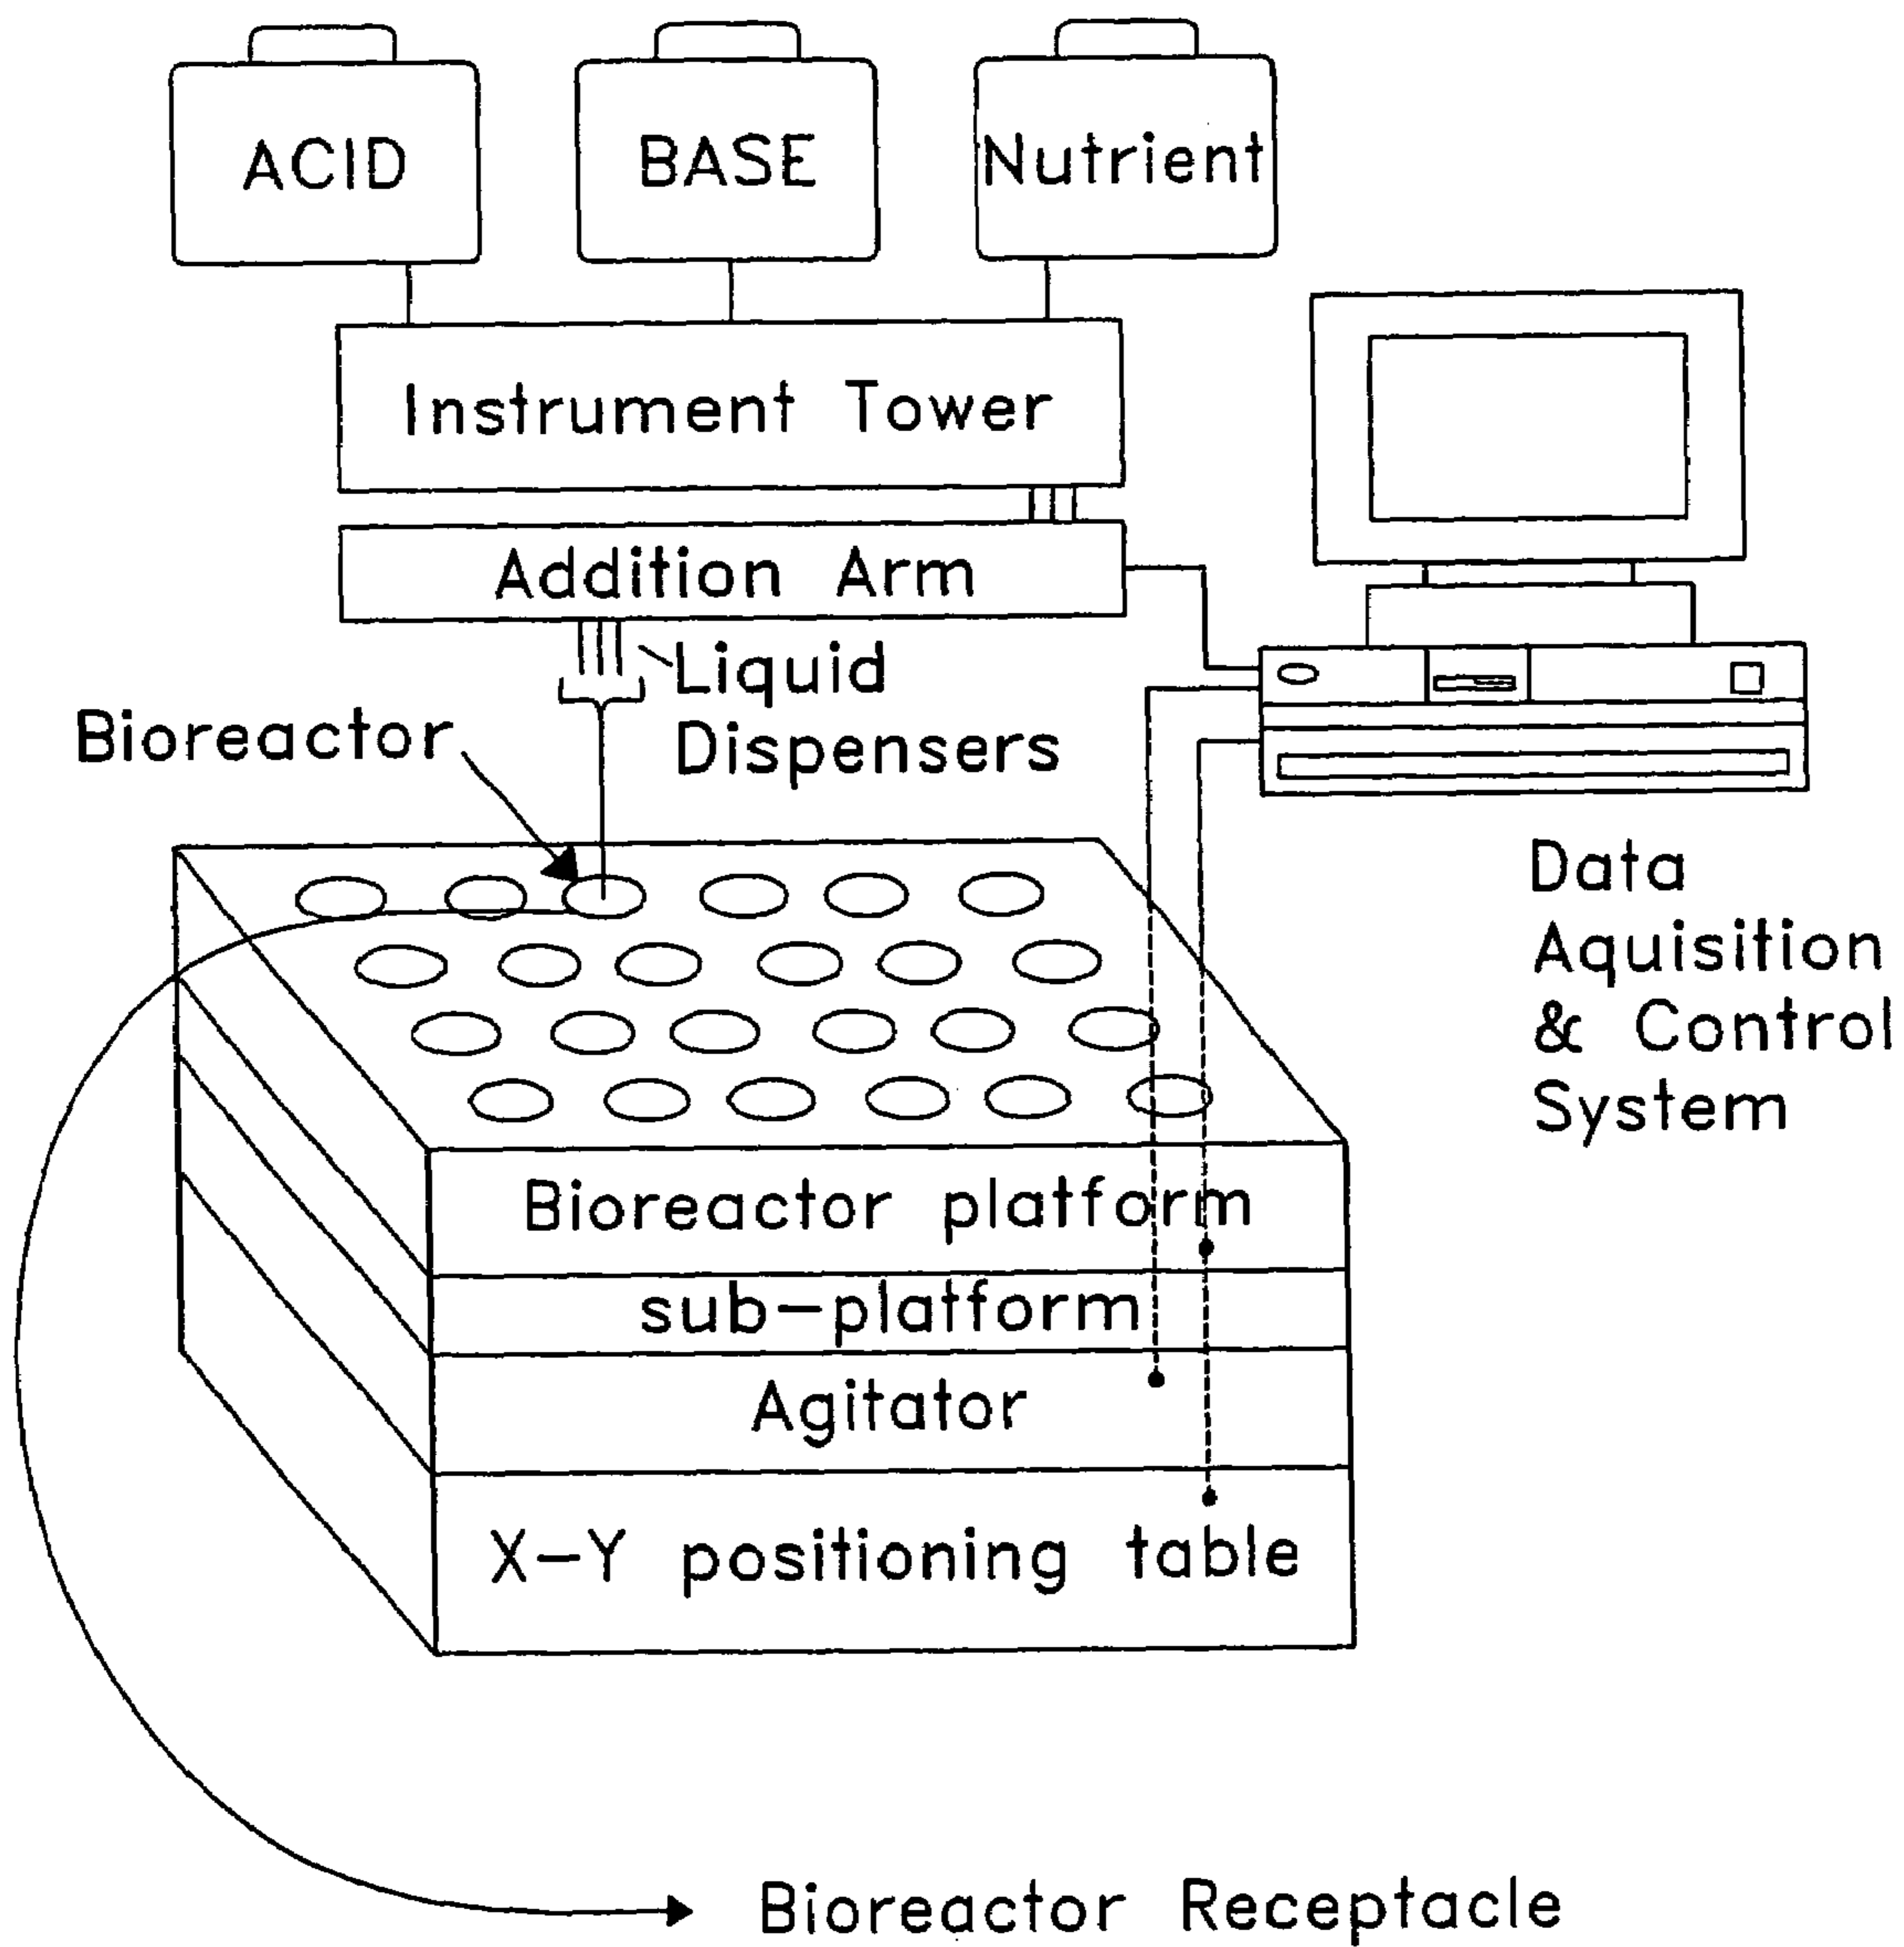 ACID
BASE
Nutrient
Instrument Tower
Addition Arm
Liquid
Dispensers
Bioreactor
Data
Aquisition
& Control
System
Bioreactor platform
sub-platform
Agitator
X-Y positioning table
Bioreactor Receptacle